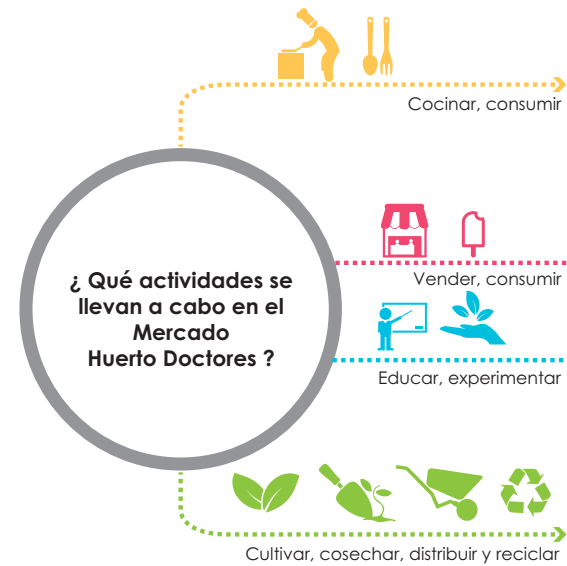 Cocinar, consumir
Vender, consumir
¿ Qué actividades se
llevan a cabo en el
Mercado
Huerto Doctores ?
Educar, experimentar
Cultivar, cosechar, distribuir y reciclar